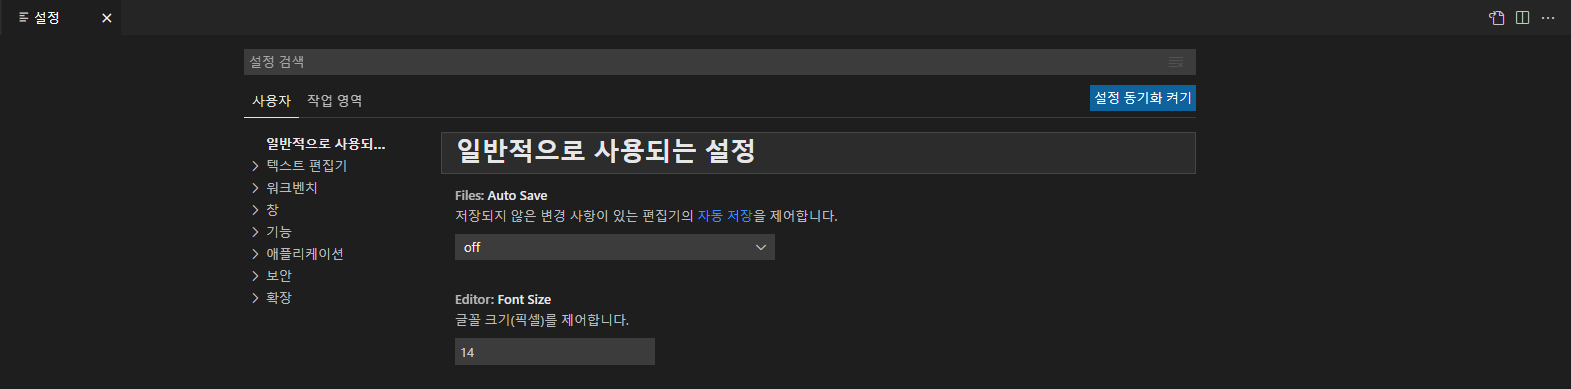 설정
설정 검색
사용자 작업 영역
설정 동기화 켜기
일반적으로 사용되...
텍스트 편집기
워크벤치
창
기능
애플리케이션
보안
확장
일반적으로 사용되는 설정
Files: Auto Save
저장되지 않은 변경 사항이 있는 편집기의 자동 저장을 제어합니다.
off
Editor: Font Size
글꼴 크기(픽셀)를 제어합니다.
14